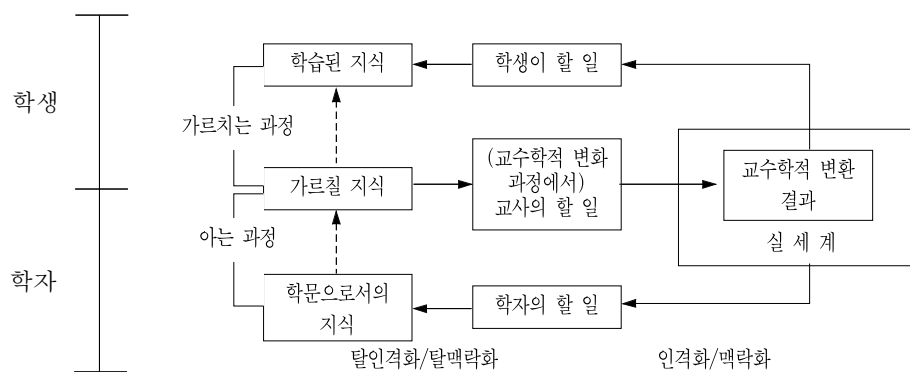 학생
학자
가르치는 과정
아는 과정
학습된 지식
학생이 할 일
가르칠 지식
(교수학적 변화
과정에서)
교사의 할 일
교수학적 변환
결과
실 세계
학문으로서의
지식
학자의 할 일
탈인격화/탈맥락화
인격화/맥락화